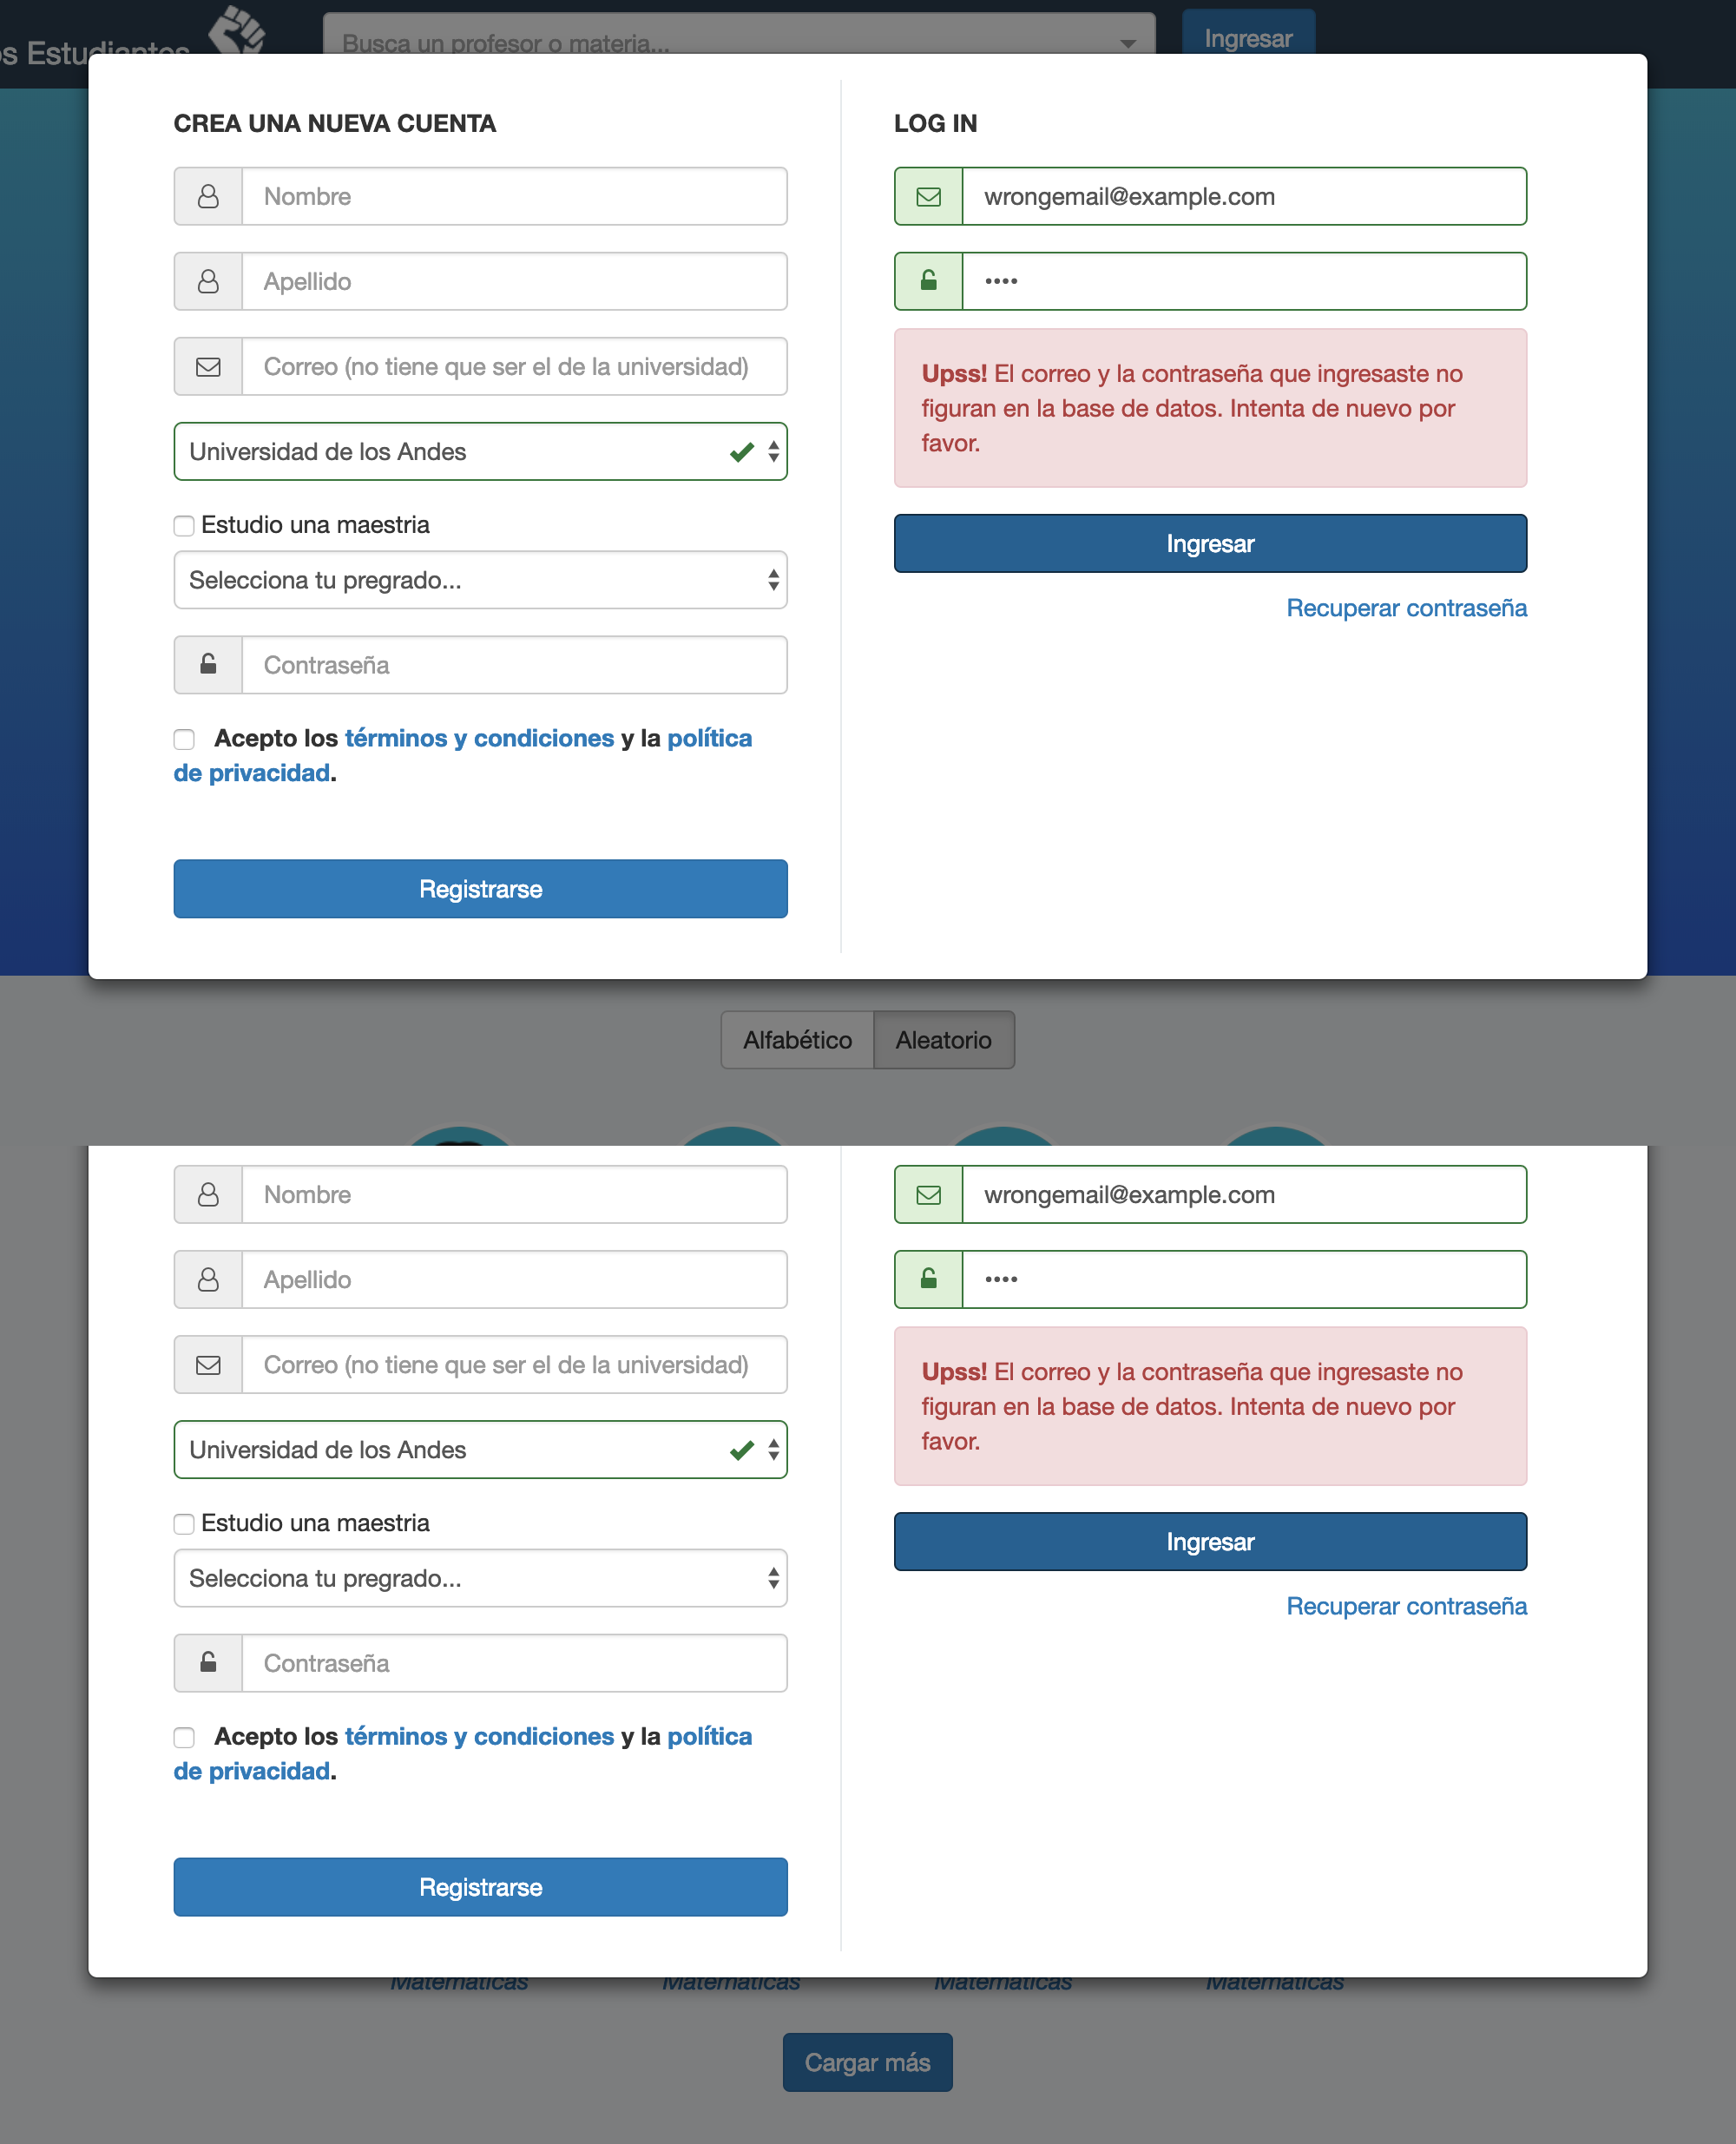 s Estudiantes
Busca un profesor o materia...
Ingresar
CREA UNA NUEVA CUENTA
Nombre
Apellido
Correo (no tiene que ser el de la universidad)
Universidad de los Andes
Estudio una maestria
Selecciona tu pregrado...
Contraseña
Acepto los términos y condiciones y la política
de privacidad.
Registrarse
LOG IN
wrongemail@example.com
••••
Upss! El correo y la contraseña que ingresaste no
figuran en la base de datos. Intenta de nuevo por
favor.
Ingresar
Recuperar contraseña
Alfabético
Aleatorio
Nombre
Apellido
Correo (no tiene que ser el de la universidad)
Universidad de los Andes
Estudio una maestria
Selecciona tu pregrado...
Contraseña
Acepto los términos y condiciones y la política
de privacidad.
Registrarse
wrongemail@example.com
••••
Upss! El correo y la contraseña que ingresaste no
figuran en la base de datos. Intenta de nuevo por
favor.
Ingresar
Recuperar contraseña
Matemáticas
Matemáticas
Matemáticas
Matemáticas
Cargar más